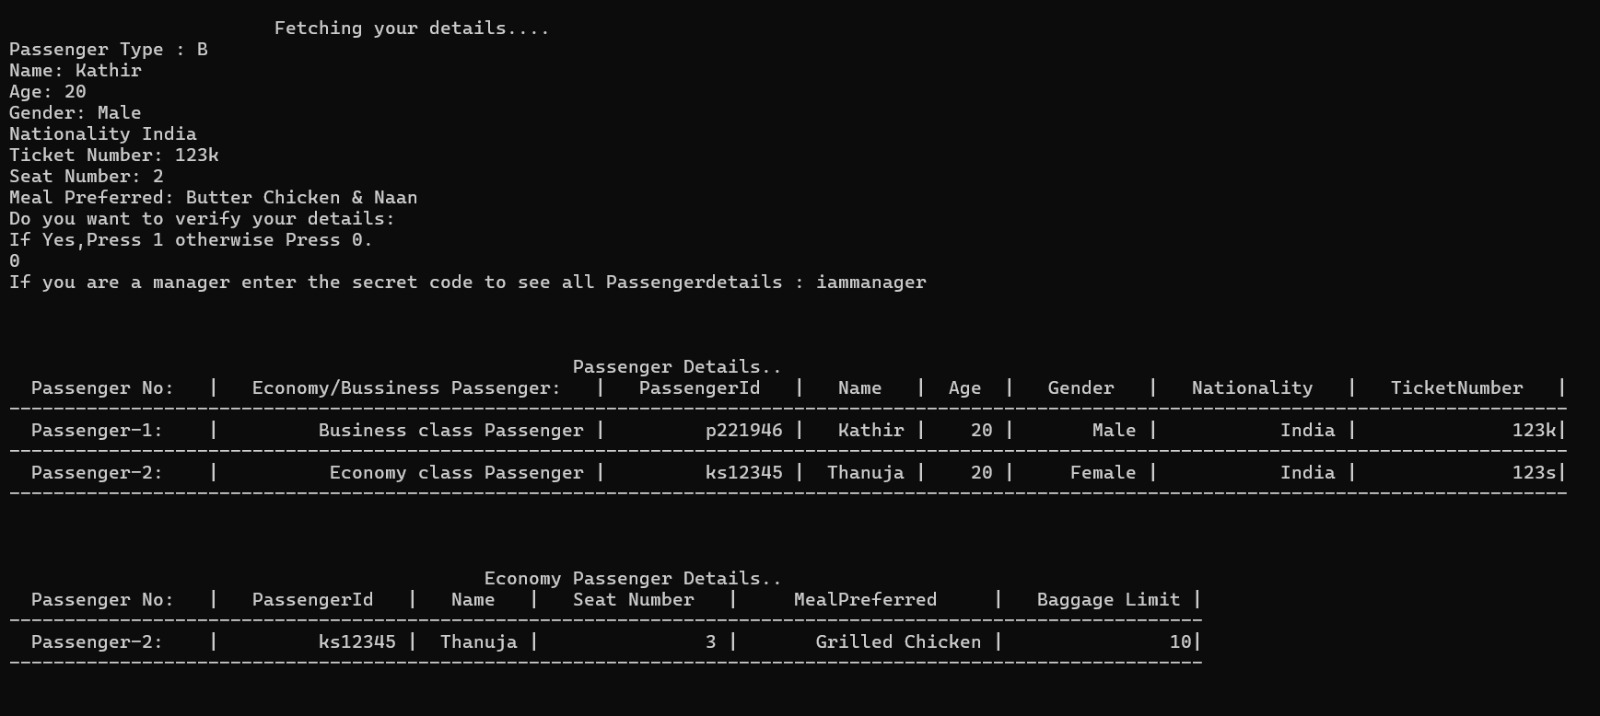 Fetching your details....
Passenger Type : B
Name: Kathir
Age: 20
Gender: Male
Nationality India
Ticket Number: 123k
Seat Number: 2
Meal Preferred: Butter Chicken & Naan
Do you want to verify your details:
If Yes,Press 1 otherwise Press 0.
0
If you are a manager enter the secret code to see all Passengerdetails : iammanager
Passenger Details..
Passenger No: | Economy/Bussiness Passenger: | PassengerId | Name | Age | Gender | Nationality | TicketNumber |
Passenger-1: | Business class Passenger | p221946 | Kathir | 20 | Male | India | 123k|
Passenger-2: | Economy class Passenger | ks12345 | Thanuja | 20 | Female | India | 123s|
Economy Passenger Details..
Passenger No: | PassengerId | Name | Seat Number | MealPreferred | Baggage Limit |
Passenger-2: | ks12345 | Thanuja | 3 | Grilled Chicken | 10|